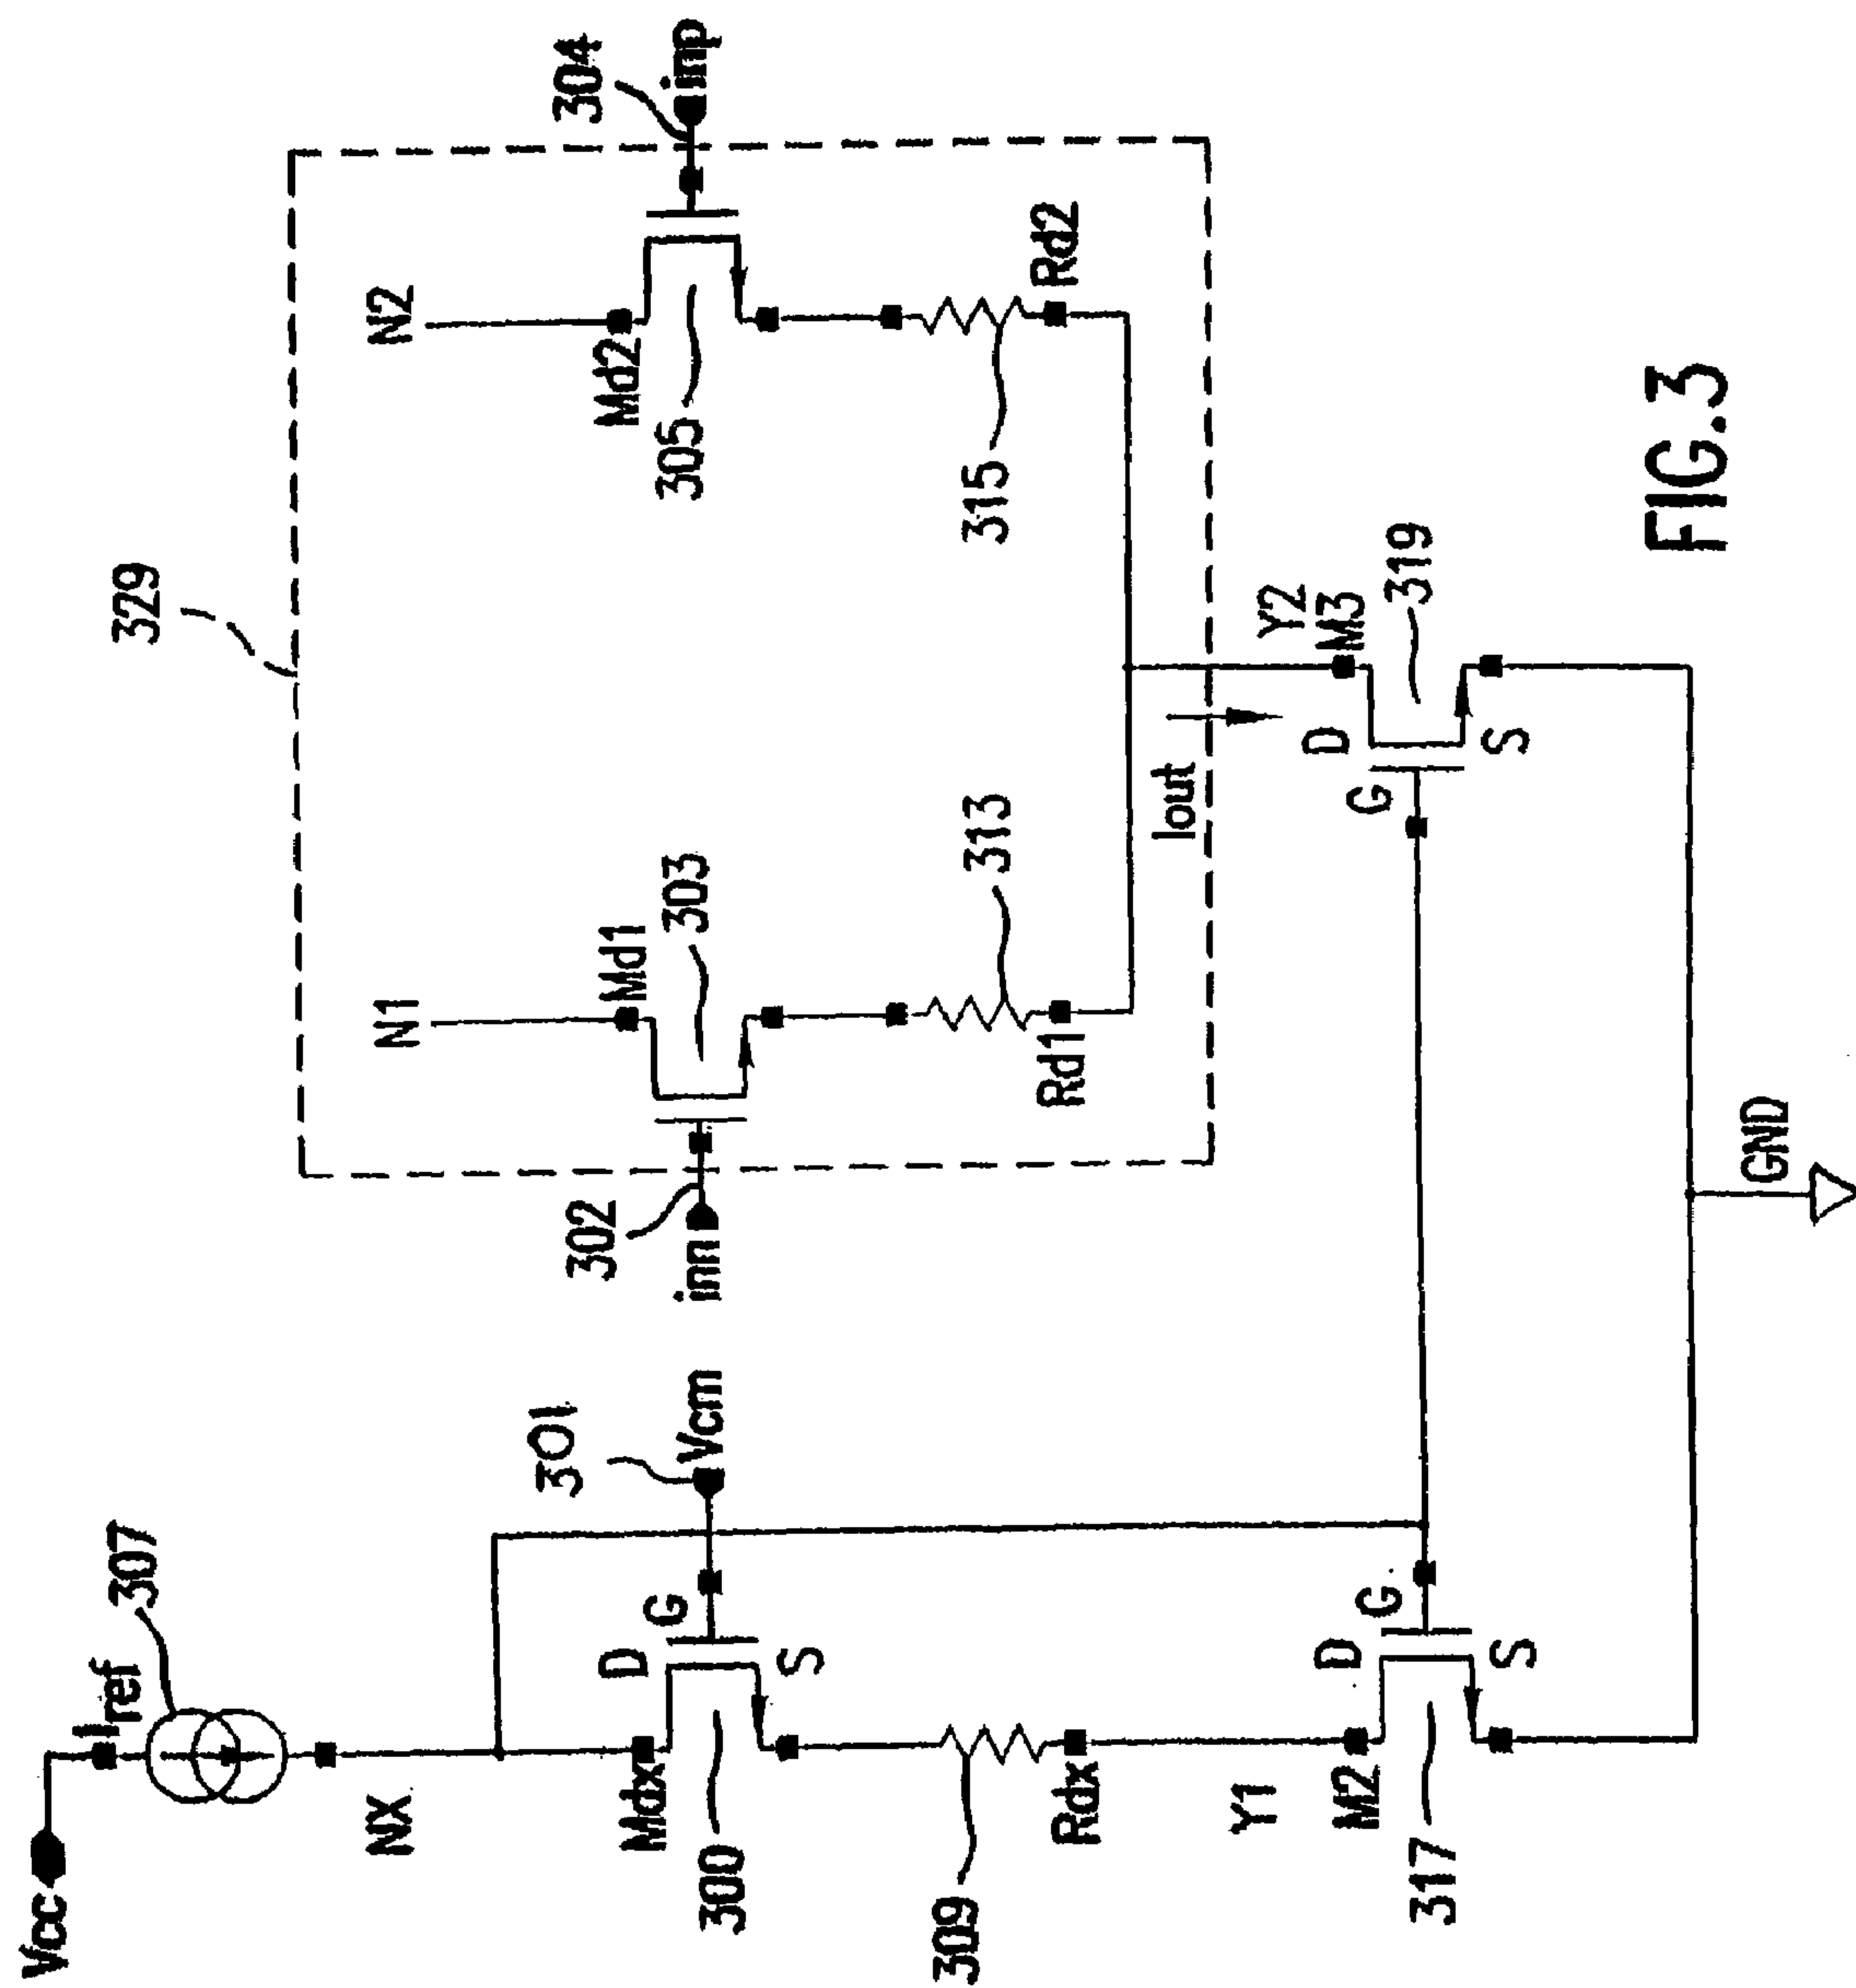 Vcc
Iref
307
329
NX
N1
N2
301
Vcm
302
inn
304
inp
Mdx
D
G
S
300
Md1
303
Md2
305
309
Rdx
313
Rd1
315
Rd2
Iout
Y1
Y2
M2
D
G
S
317
M3
D
G
S
319
GND
FIG.3